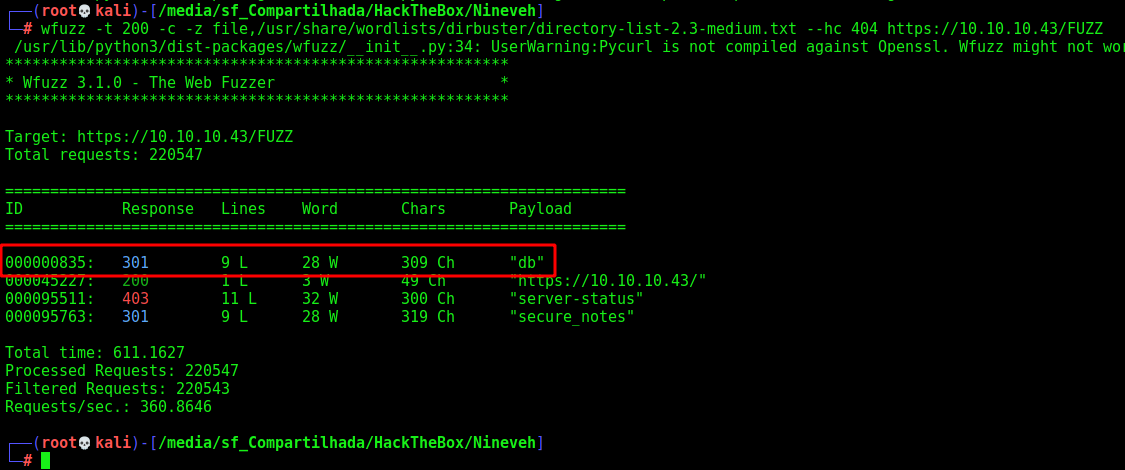 ┌──(root💀kali)-[/media/sf_Compartilhada/HackTheBox/Nineveh]
└─# wfuzz -t 200 -c -z file,/usr/share/wordlists/dirbuster/directory-list-2.3-medium.txt --hc 404 https://10.10.10.43/FUZZ
/usr/lib/python3/dist-packages/wfuzz/__init__.py:34: UserWarning:Pycurl is not compiled against Openssl. Wfuzz might not wor
********************************************************
* Wfuzz 3.1.0 - The Web Fuzzer                         *
********************************************************
Target: https://10.10.10.43/FUZZ
Total requests: 220547
=====================================================================
ID           Response   Lines    Word       Chars       Payload
=====================================================================
000000835:   301        9 L      28 W       309 Ch      "db"
000045227:   200        1 L      3 W        49 Ch       "https://10.10.10.43/"
000095511:   403        11 L     32 W       300 Ch      "server-status"
000095763:   301        9 L      28 W       319 Ch      "secure_notes"
Total time: 611.1627
Processed Requests: 220547
Filtered Requests: 220543
Requests/sec.: 360.8646
┌──(root💀kali)-[/media/sf_Compartilhada/HackTheBox/Nineveh]
└─#